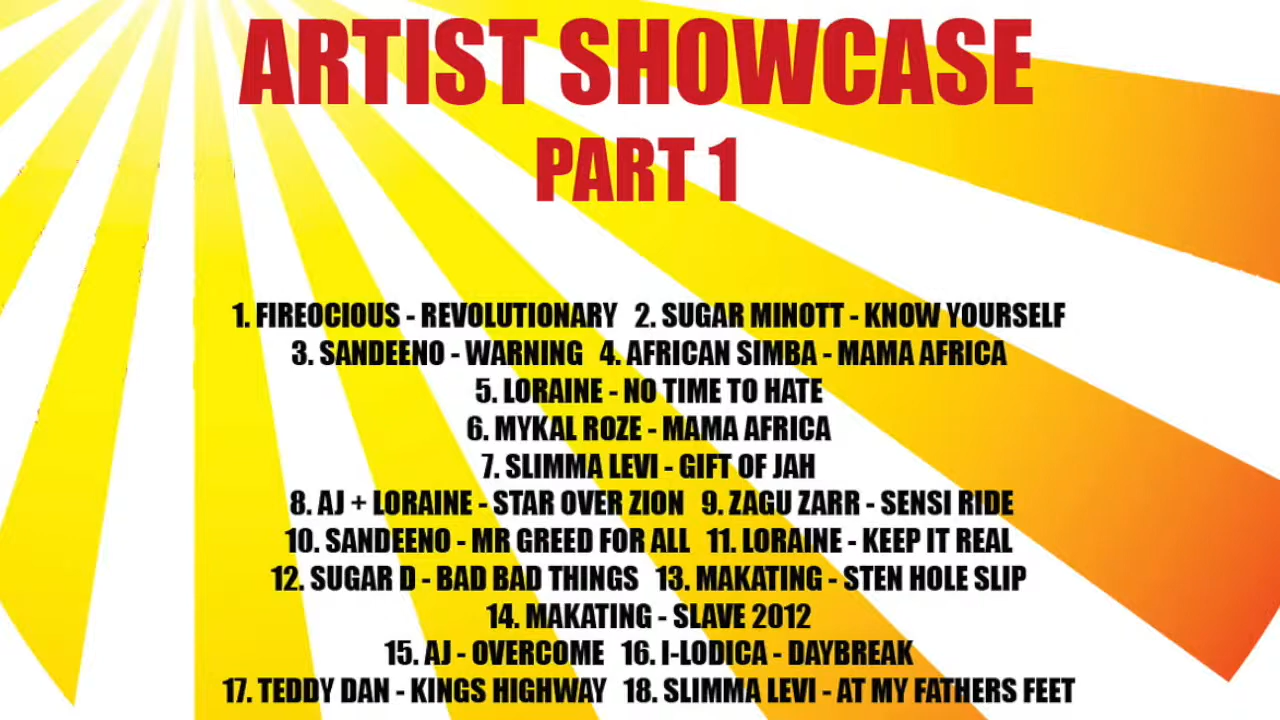 ARTIST SHOWCASE
PART 1
1. FIREOCIOUS - REVOLUTIONARY 2. SUGAR MINOTT - KNOW YOURSELF
3. SANDEENO - WARNING 4. AFRICAN SIMBA - MAMA AFRICA
5. LORAINE - NO TIME TO HATE
6. MYKAL ROZE - MAMA AFRICA
7. SLIMMA LEVI - GIFT OF JAH
8. AJ + LORAINE - STAR OVER ZION 9. ZAGU ZARR - SENSI RIDE
10. SANDEENO - MR GREED FOR ALL 11. LORAINE - KEEP IT REAL
12. SUGAR D - BAD BAD THINGS 13. MAKATING - STEN HOLE SLIP
14. MAKATING - SLAVE 2012
15. AJ - OVERCOME 16. I-LODICA - DAYBREAK
17. TEDDY DAN - KINGS HIGHWAY 18. SLIMMA LEVI - AT MY FATHERS FEET